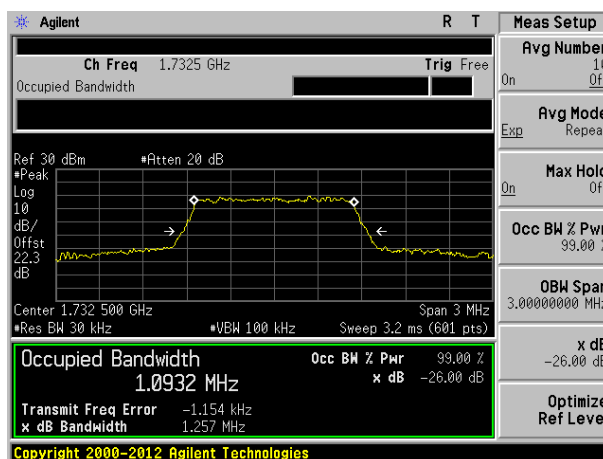 Agilent R T Meas Setup
Ch Freq 1.7325 GHz Trig Free
Occupied Bandwidth
Ref 30 dBm #Atten 20 dB
#Peak
Log
10
dB/
Offst
22.3
dB
Center 1.732 500 GHz Span 3 MHz
#Res BW 30 kHz #VBW 100 kHz Sweep 3.2 ms (601 pts)
Occupied Bandwidth Occ BW % Pwr 99.00 %
1.0932 MHz x dB -26.00 dB
Transmit Freq Error -1.154 kHz
x dB Bandwidth 1.257 MHz
Copyright 2000-2012 Agilent Technologies
Avg Number
On
Avg Mode
Exp
Max Hold
On
Occ BW % Pwr
99.00 %
OBW Span
3.00000000 MHz
x dB
-26.00 dB
Optimize
Ref Level